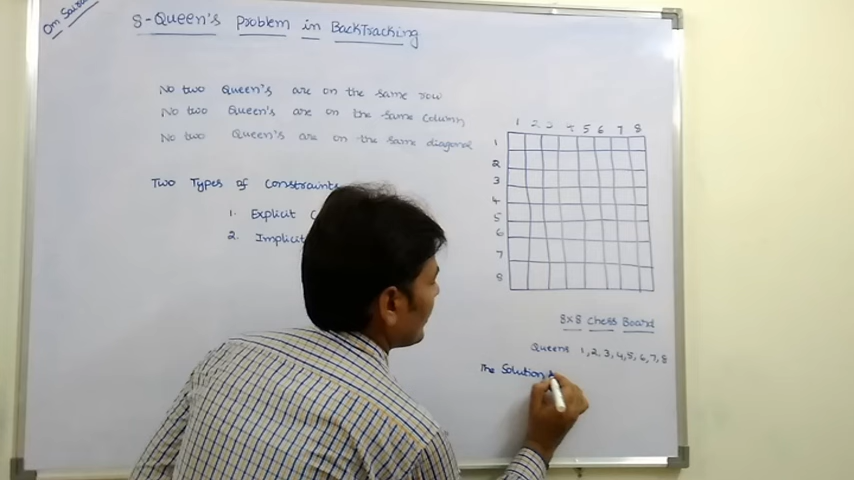 Om Sai
8-Queen's Problem in BackTracking
No two Queen's are on the same row
No two Queen's are on the same column
No two Queen's are on the same diagonal
Two Types of Constraints
1. Explicit C
2. Implicit
1 2 3 4 5 6 7 8
1
2
3
4
5
6
7
8
8x8 Chess Board
Queens 1,2,3,4,5,6,7,8
The Solution